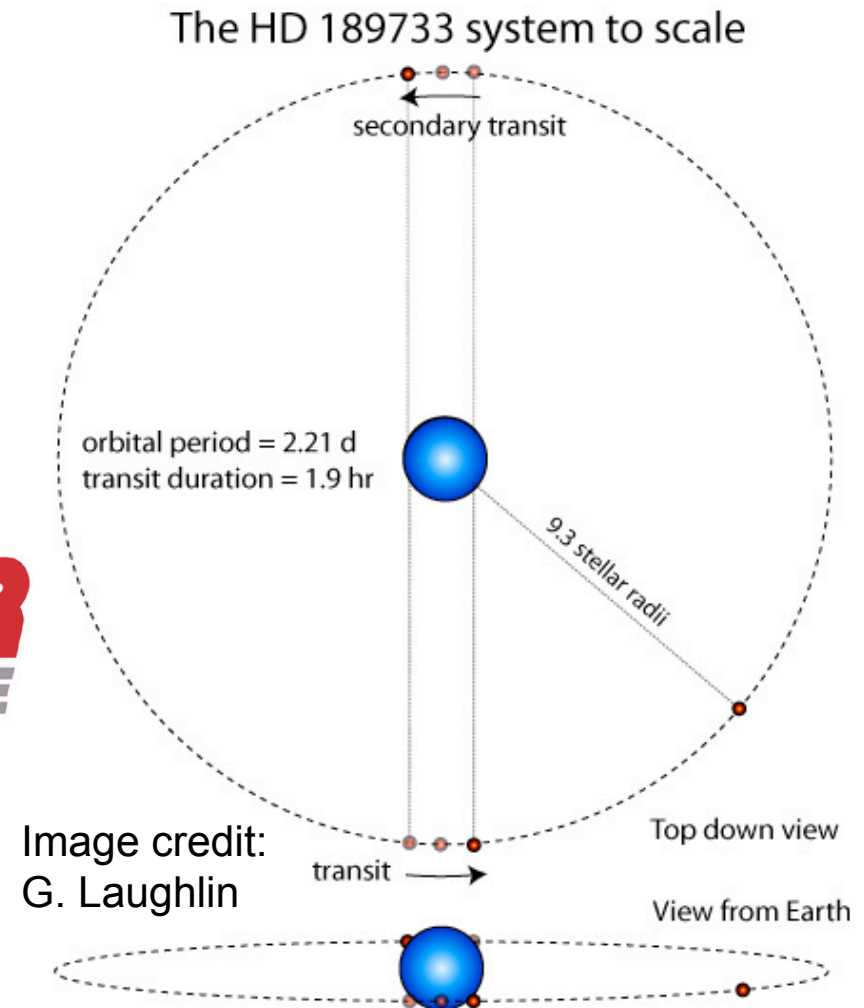 The HD 189733 system to scale
secondary transit
orbital period = 2.21 d
transit duration = 1.9 hr
9.3 stellar radii
Image credit:
G. Laughlin
transit
Top down view
View from Earth